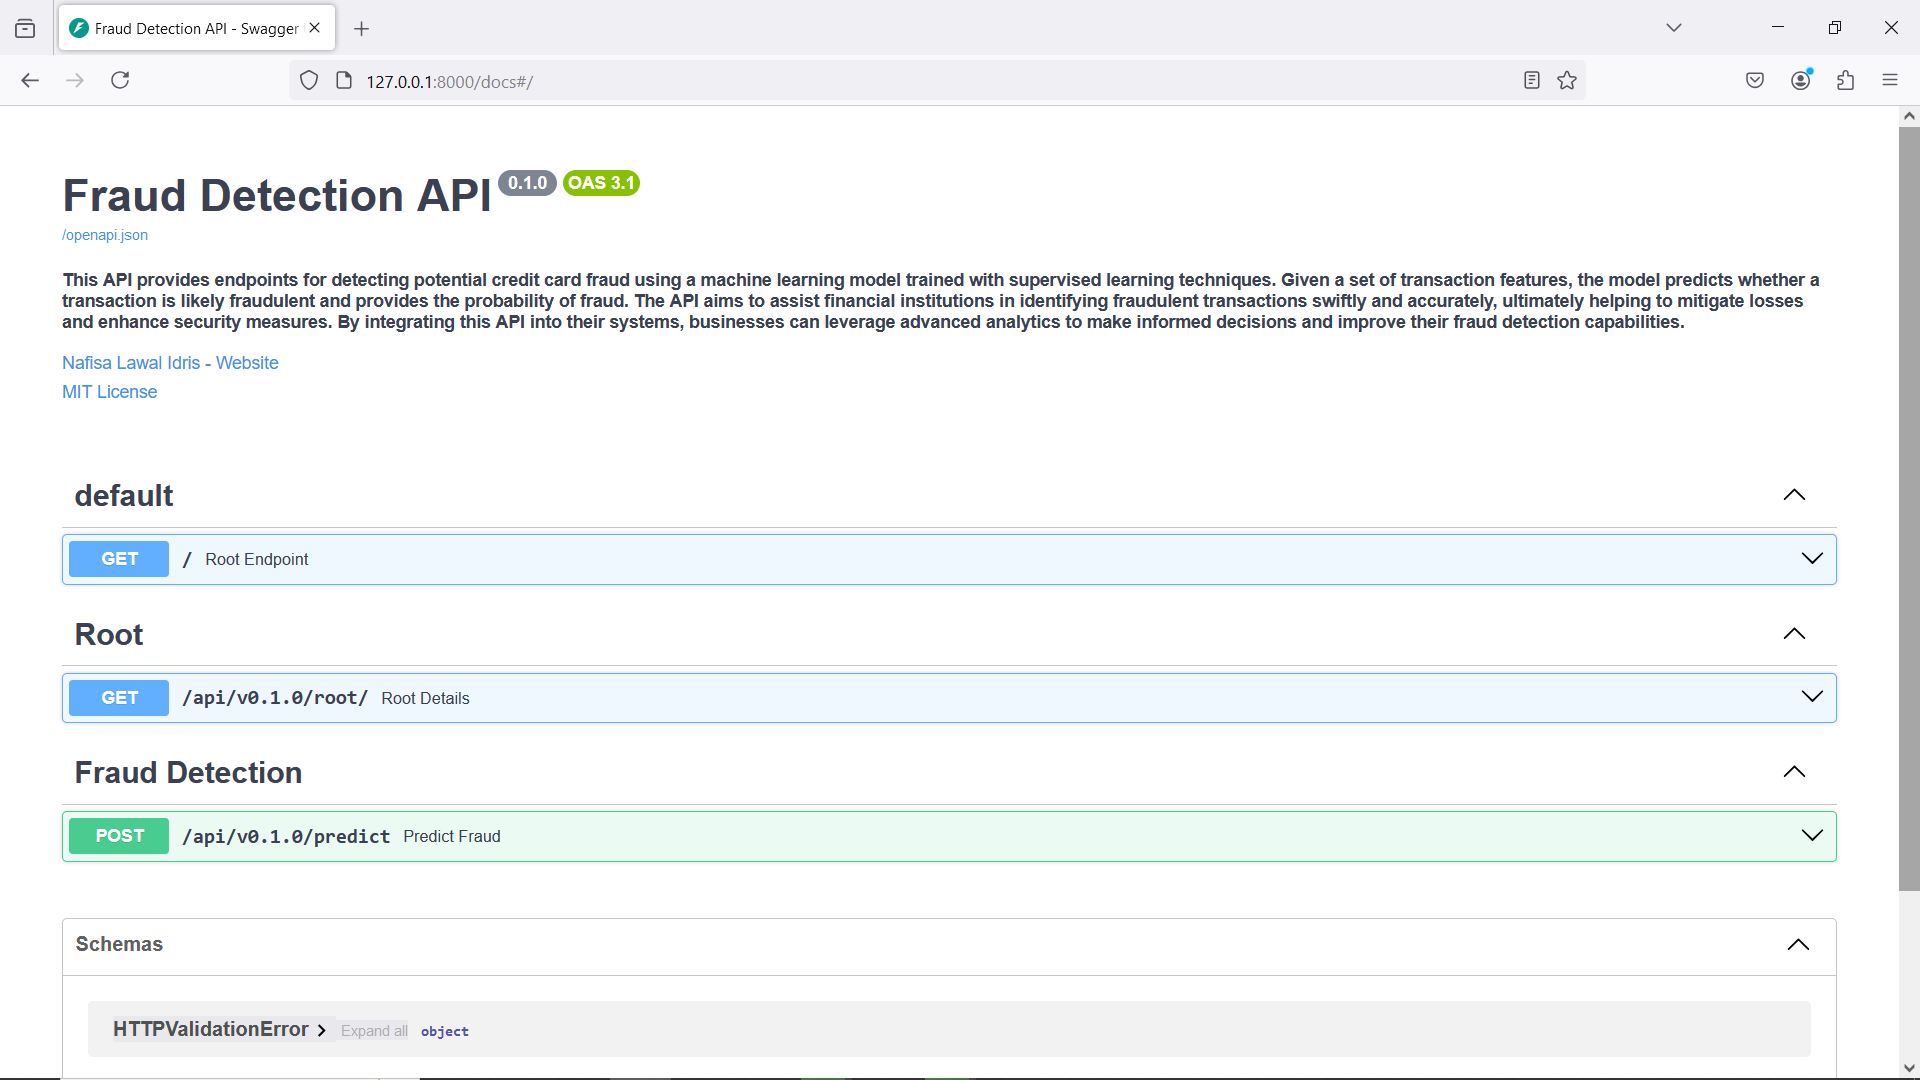 Fraud Detection API - Swagger
127.0.0.1:8000/docs#/
Fraud Detection API 0.1.0 OAS 3.1
/openapi.json
This API provides endpoints for detecting potential credit card fraud using a machine learning model trained with supervised learning techniques. Given a set of transaction features, the model predicts whether a
transaction is likely fraudulent and provides the probability of fraud. The API aims to assist financial institutions in identifying fraudulent transactions swiftly and accurately, ultimately helping to mitigate losses
and enhance security measures. By integrating this API into their systems, businesses can leverage advanced analytics to make informed decisions and improve their fraud detection capabilities.
Nafisa Lawal Idris - Website
MIT License
default
GET / Root Endpoint
Root
GET /api/v0.1.0/root/ Root Details
Fraud Detection
POST /api/v0.1.0/predict Predict Fraud
Schemas
HTTPValidationError Expand all object